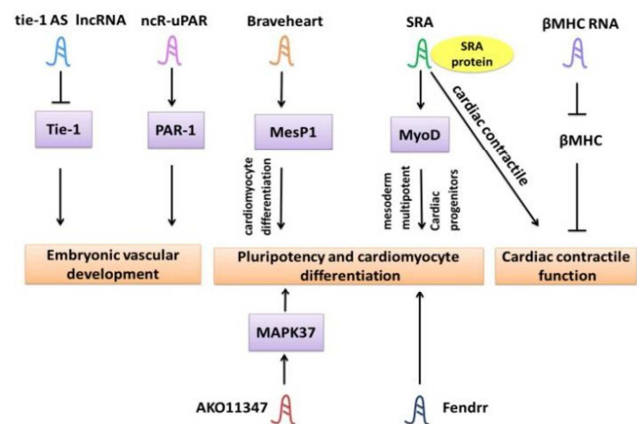 tie-1 AS lncRNA
ncR-uPAR
Braveheart
SRA
SRA
protein
βMHC RNA
Tie-1
PAR-1
MesP1
MyoD
βMHC
cardiac contractile
cardiomyocyte
differentiation
mesoderm
multipotent
Cardiac
progenitors
Embryonic vascular
development
Pluripotency and cardiomyocyte
differentiation
Cardiac contractile
function
MAPK37
AKO11347
Fendrr